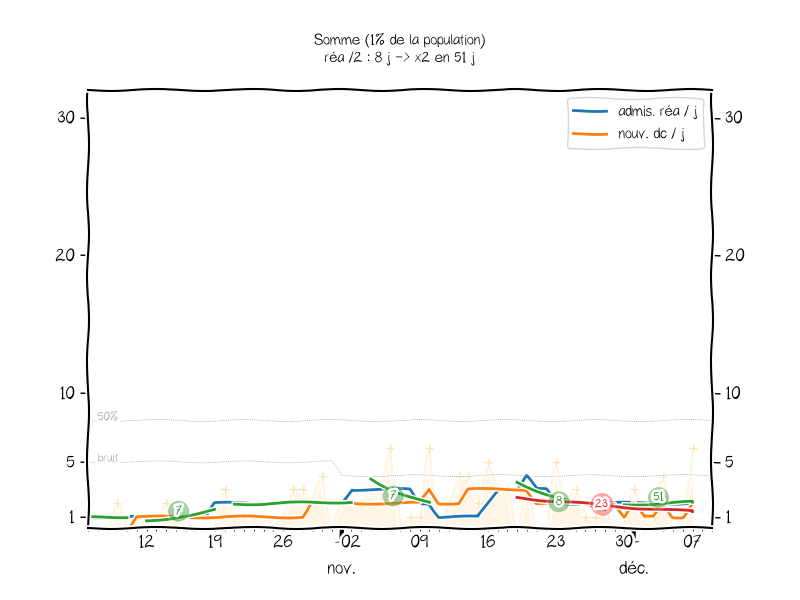 Somme (1% de la population)
réa /2 : 8 j -> x2 en 51 j
admis. réa / j
nouv. dc / j
30 30
20 20
10 10
50%
5 bruit 5
7 7 8 23 51
1 1
12 19 26 02 09 16 23 30 07
nov. déc.